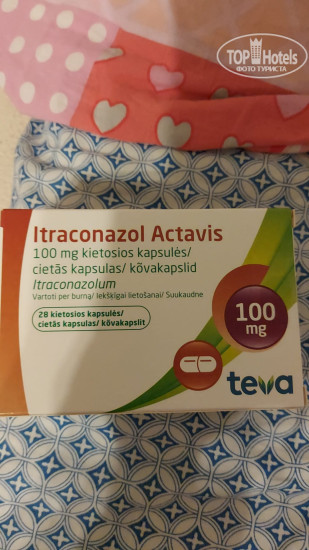 TOP Hotels
ФОТО ТУРИСТА
Itraconazol Actavis
100 mg kietosios kapsulės/
cietās kapsulas/ kõvakapslid
Itraconazolum
Vartoti per burną/ Iekšķīgai lietošanai/ Suukaudne
28 kietosios kapsulės/
cietās kapsulas/ kõvakapslit
100
mg
teva